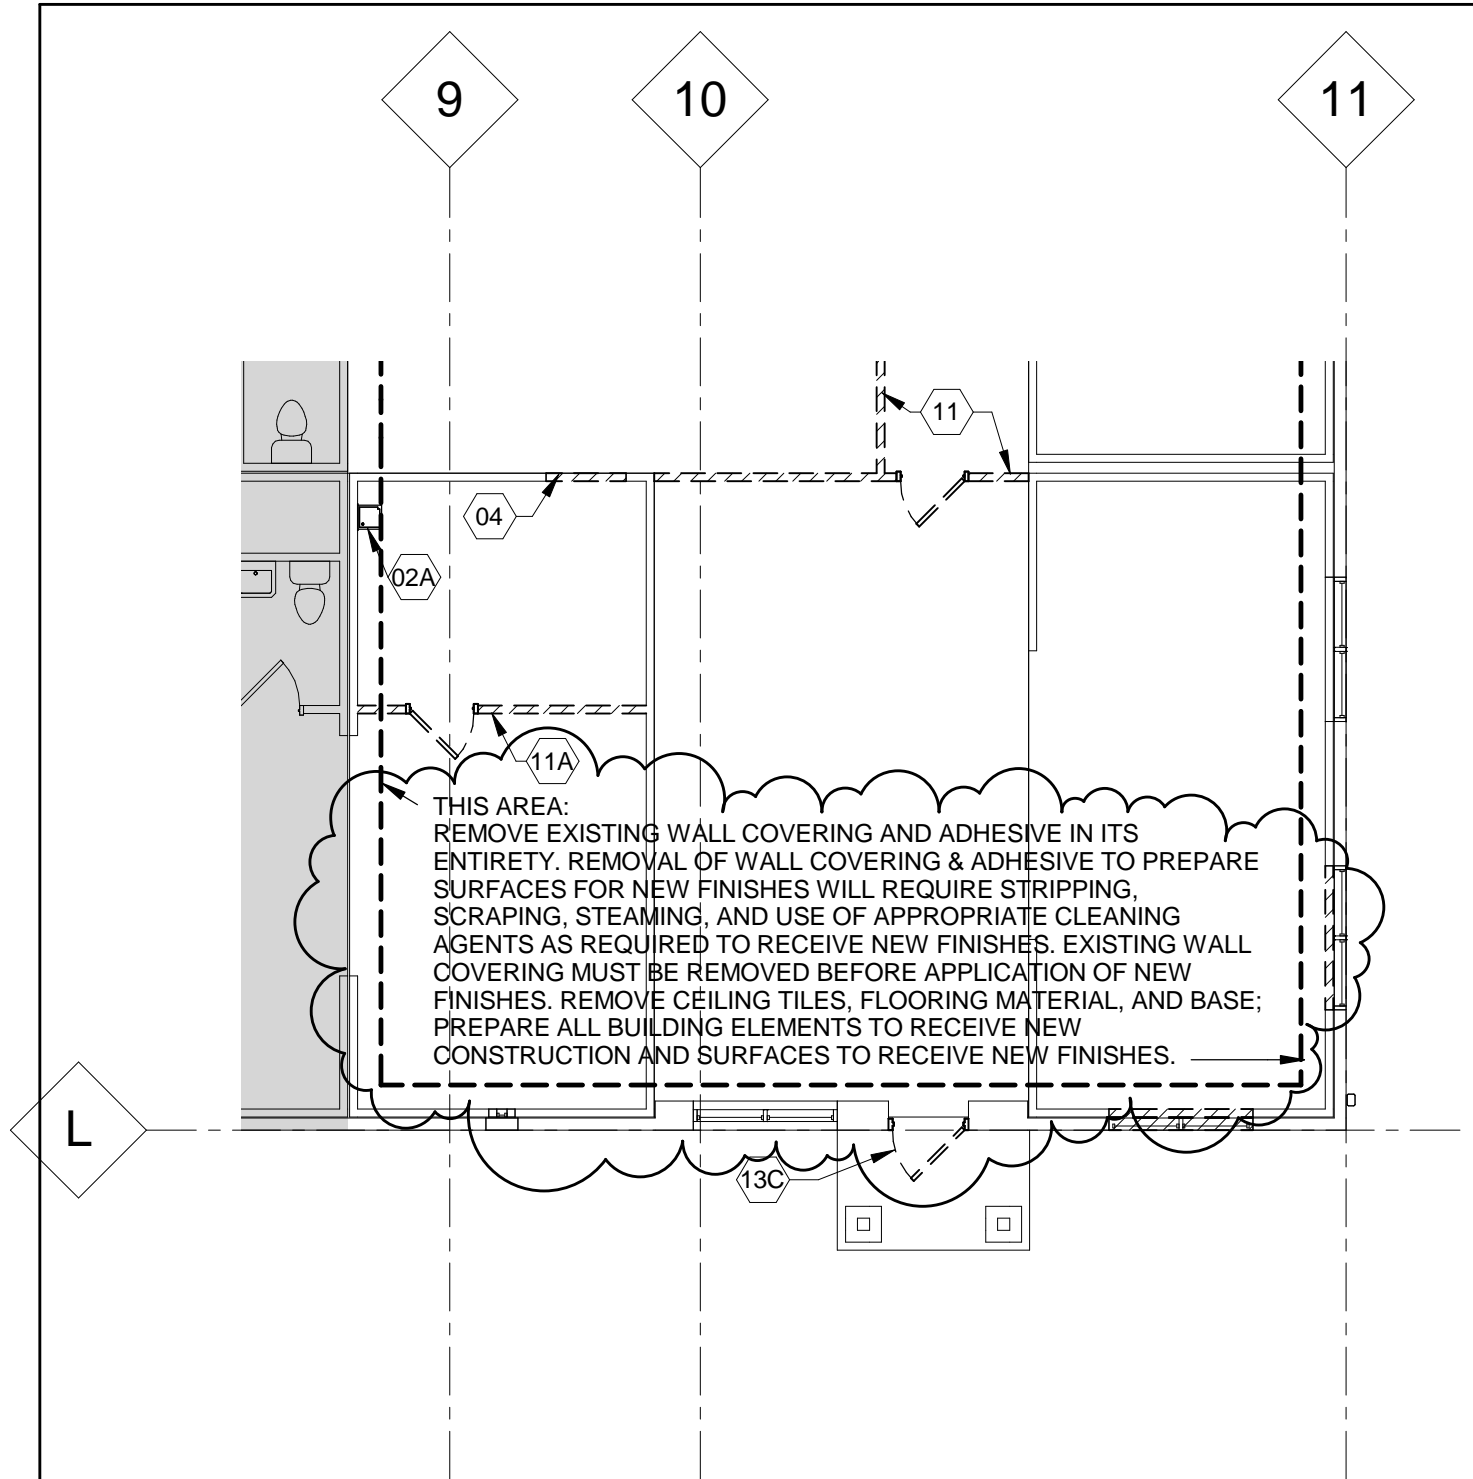 9
10
11
11
04
02A
11A
THIS AREA:
REMOVE EXISTING WALL COVERING AND ADHESIVE IN ITS
ENTIRETY. REMOVAL OF WALL COVERING & ADHESIVE TO PREPARE
SURFACES FOR NEW FINISHES WILL REQUIRE STRIPPING,
SCRAPING, STEAMING, AND USE OF APPROPRIATE CLEANING
AGENTS AS REQUIRED TO RECEIVE NEW FINISHES. EXISTING WALL
COVERING MUST BE REMOVED BEFORE APPLICATION OF NEW
FINISHES. REMOVE CEILING TILES, FLOORING MATERIAL, AND BASE;
PREPARE ALL BUILDING ELEMENTS TO RECEIVE NEW
CONSTRUCTION AND SURFACES TO RECEIVE NEW FINISHES.
L
13C